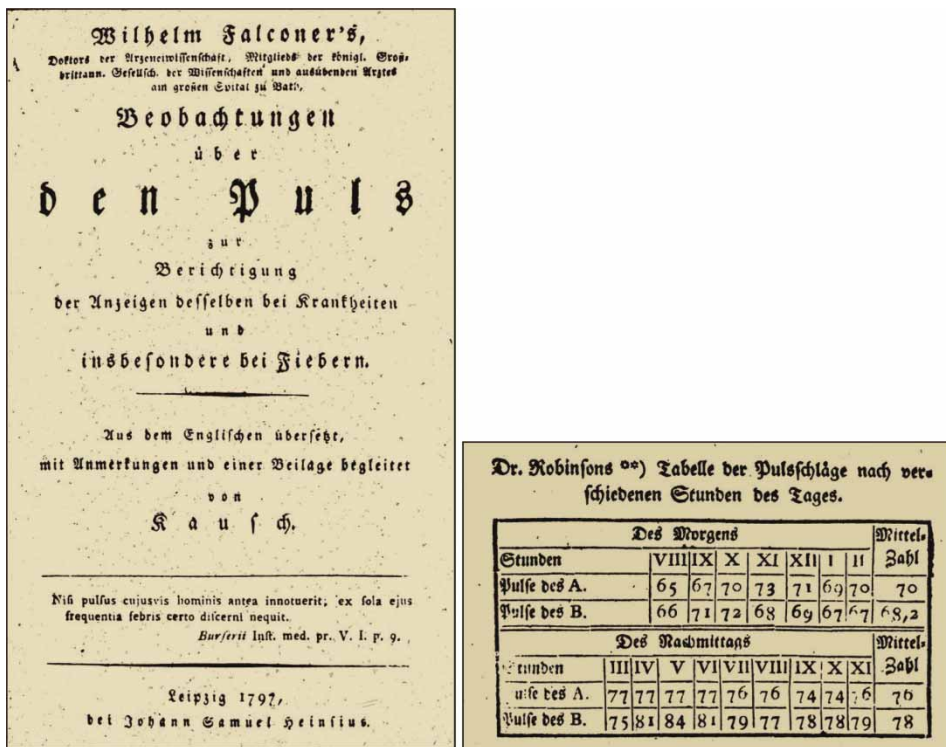 Wilhelm Falconer's,
Doktors der Arzeneiwissenschaft, Mitglieds der königl. Groß-
brittann. Gesellsch. der Wissenschaften und ausübenden Arztes
am großen Spital zu Bath,
Beobachtungen
über
den Puls
zur
Berichtigung
der Anzeigen desselben bei Krankheiten
und
insbesondere bei Fiebern.
Aus dem Englischen übersetzt,
mit Anmerkungen und einer Beilage begleitet
von
Kausch.
Nisi pulsus cujusvis hominis antea innotuerit; ex sola ejus
frequentia febris certo discerni nequit.
Burserii Inst. med. pr. V. I. p. 9.
Leipzig 1797,
bei Johann Samuel Heinsius.
Dr. Robinsons **) Tabelle der Pulsschläge nach ver-
schiedenen Stunden des Tages.
Des Morgens Mittel-
Stunden VIII IX X XI XII I II Zahl
Pulse des A. 65 67 70 73 71 69 70 70
Pulse des B. 66 71 72 68 69 67 67 68,2
Des Nachmittags Mittel-
Stunden III IV V VI VII VIII IX X XI Zahl
Pulse des A. 77 77 77 77 76 76 74 74 76 76
Pulse des B. 75 81 84 81 79 77 78 78 79 78